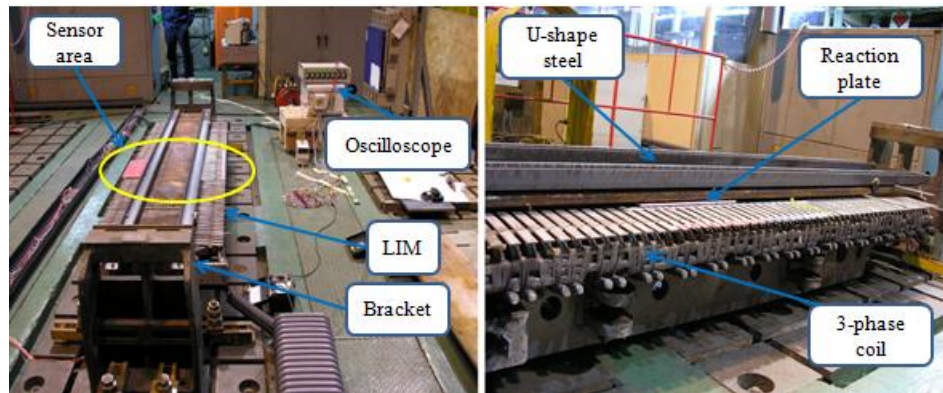 Sensor
area
Oscilloscope
LIM
Bracket
U-shape
steel
Reaction
plate
3-phase
coil